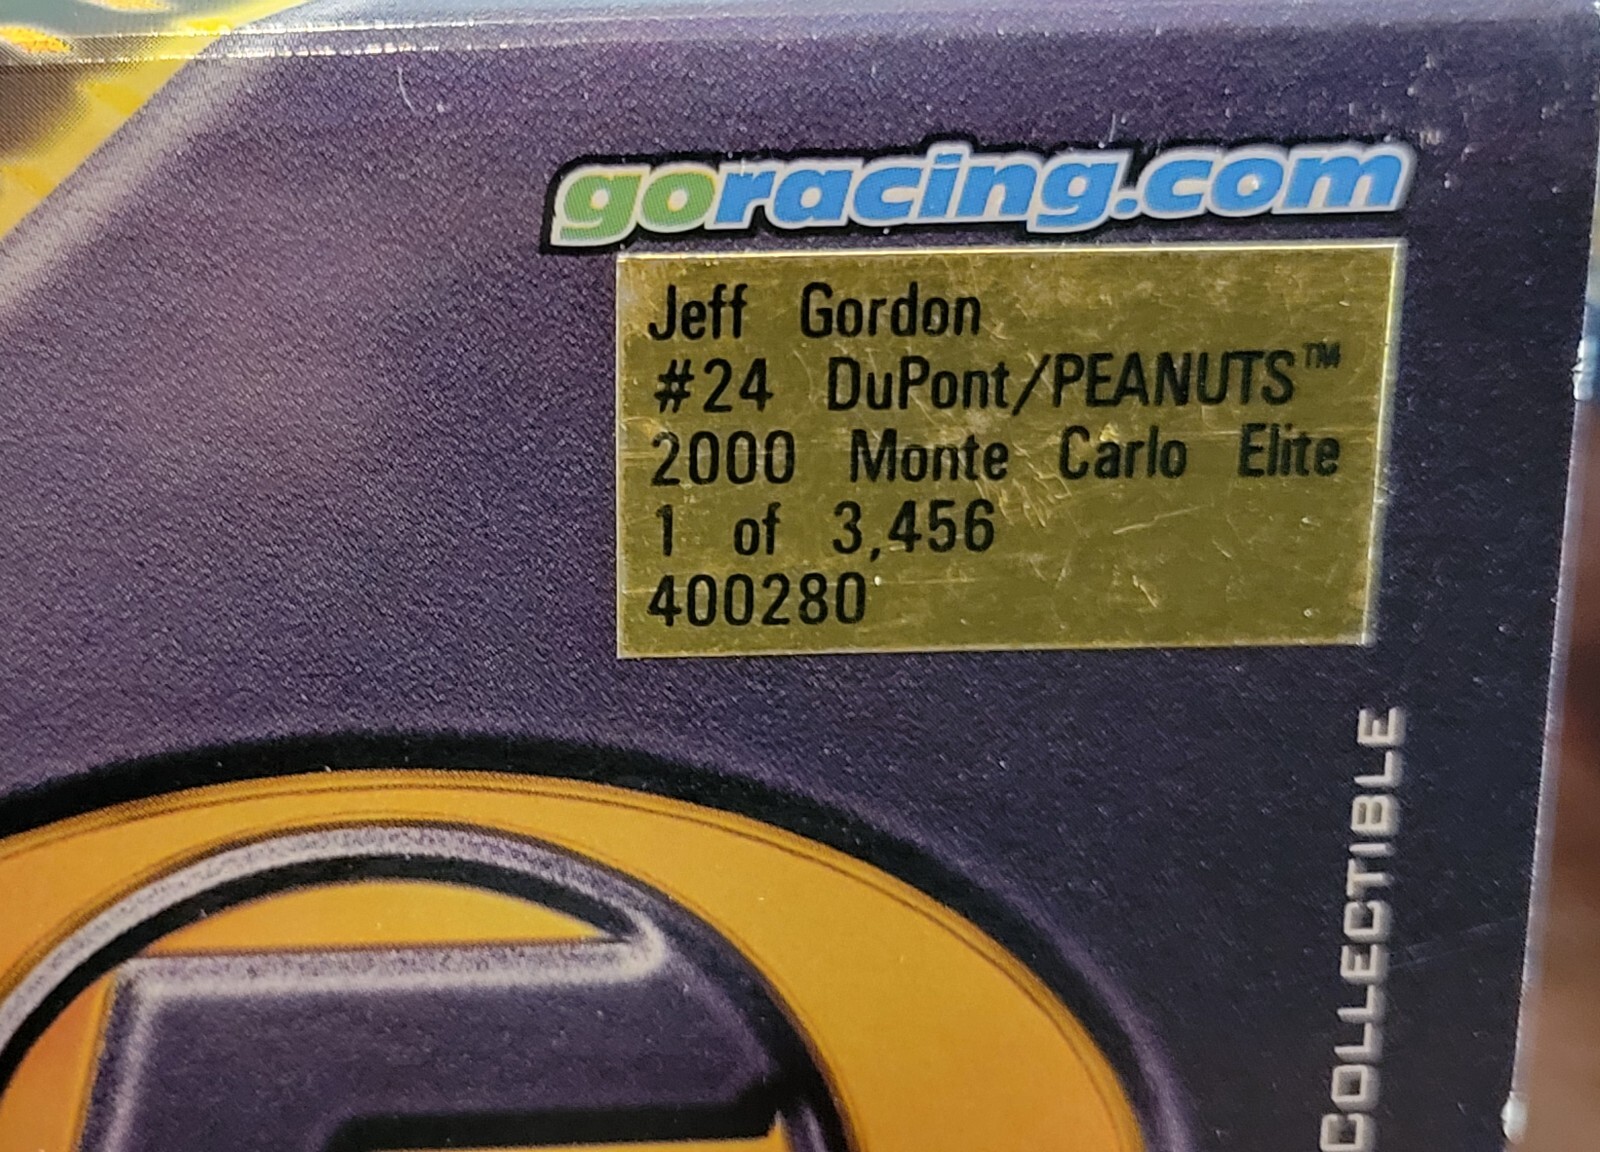 goracing.com
Jeff Gordon
#24 DuPont/PEANUTS™
2000 Monte Carlo Elite
1 of 3,456
400280
COLLECTIBLE